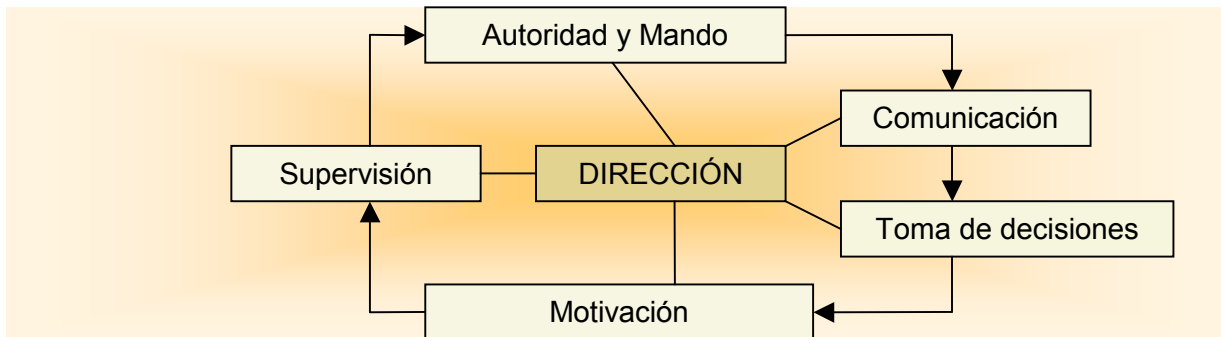 Autoridad y Mando
Comunicación
Supervisión
DIRECCIÓN
Toma de decisiones
Motivación